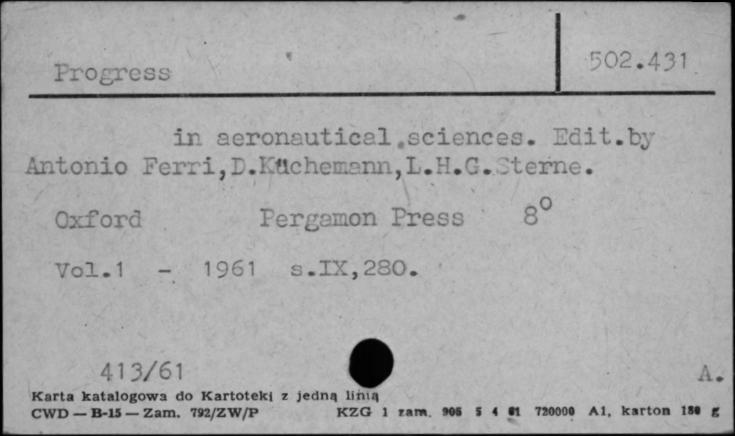 Progress 502.431
in aeronautical sciences. Edit.by
Antonio Ferri,D.Küchemann,L.H.G.Sterne.
Oxford Pergamon Press 8°
Vol.1 - 1961 s.IX,280.
413/61 A.
Karta katalogowa do Kartoteki z jedną linią
CWD — B-15 — Zam. 792/ZW/P KZG 1 zam. 905 5 4 61 720000 A1, karton 180 g